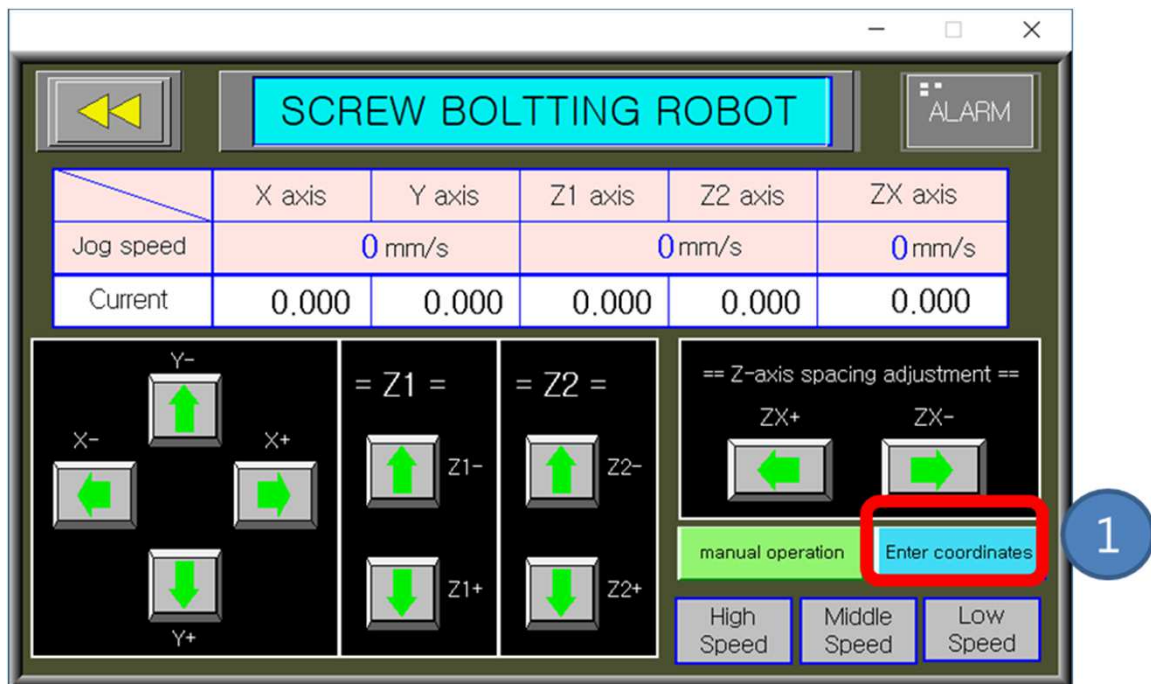 SCREW BOLTTING ROBOT
ALARM
X axis Y axis Z1 axis Z2 axis ZX axis
Jog speed 0 mm/s 0 mm/s 0 mm/s
Current 0.000 0.000 0.000 0.000 0.000
Y-
X- X+
Y+
= Z1 =
Z1-
Z1+
= Z2 =
Z2-
Z2+
== Z-axis spacing adjustment ==
ZX+ ZX-
manual operation Enter coordinates
1
High Speed
Middle Speed
Low Speed